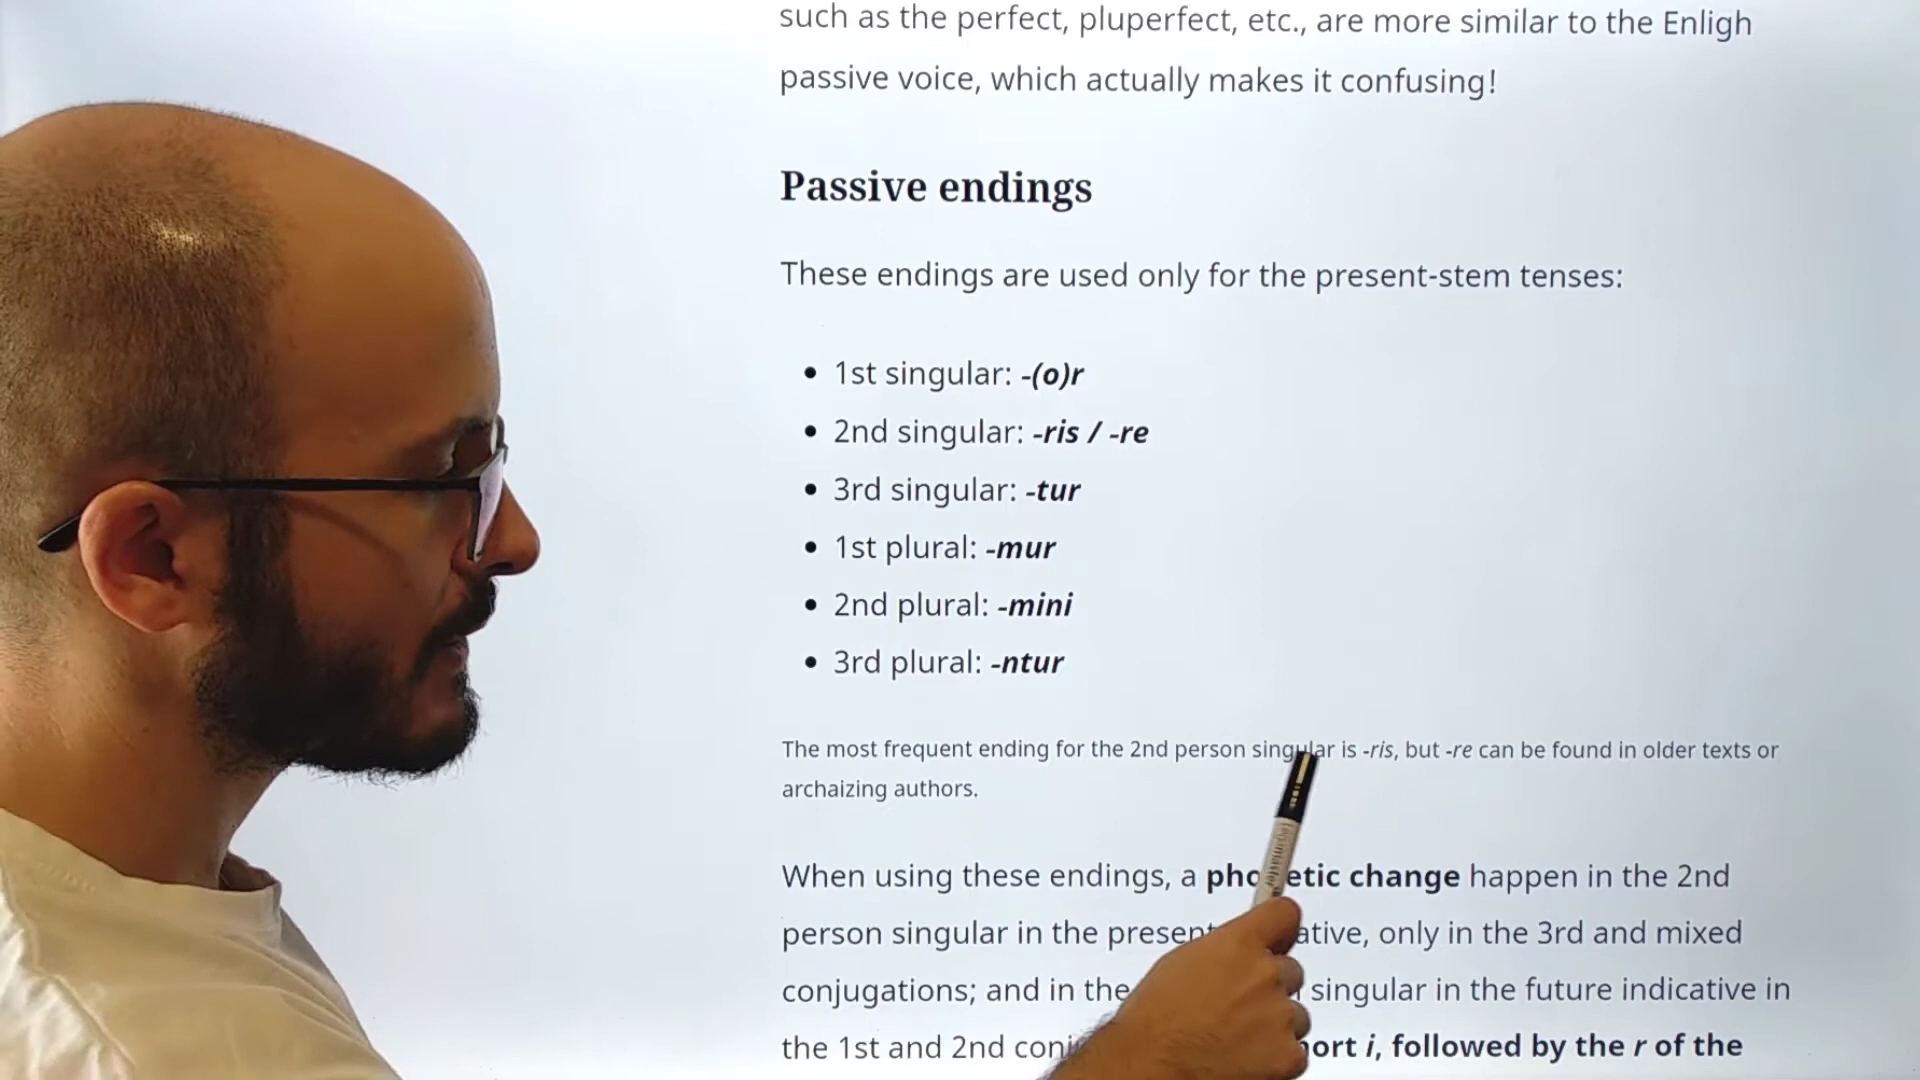 such as the perfect, pluperfect, etc., are more similar to the Enligh
passive voice, which actually makes it confusing!
Passive endings
These endings are used only for the present-stem tenses:
• 1st singular: -(o)r
• 2nd singular: -ris / -re
• 3rd singular: -tur
• 1st plural: -mur
• 2nd plural: -mini
• 3rd plural: -ntur
The most frequent ending for the 2nd person singular is -ris, but -re can be found in older texts or
archaizing authors.
When using these endings, a phonetic change happen in the 2nd
person singular in the present only in the 3rd and mixed
conjugations; and in the singular in the future indicative in
the 1st and 2nd i, followed by the r of the